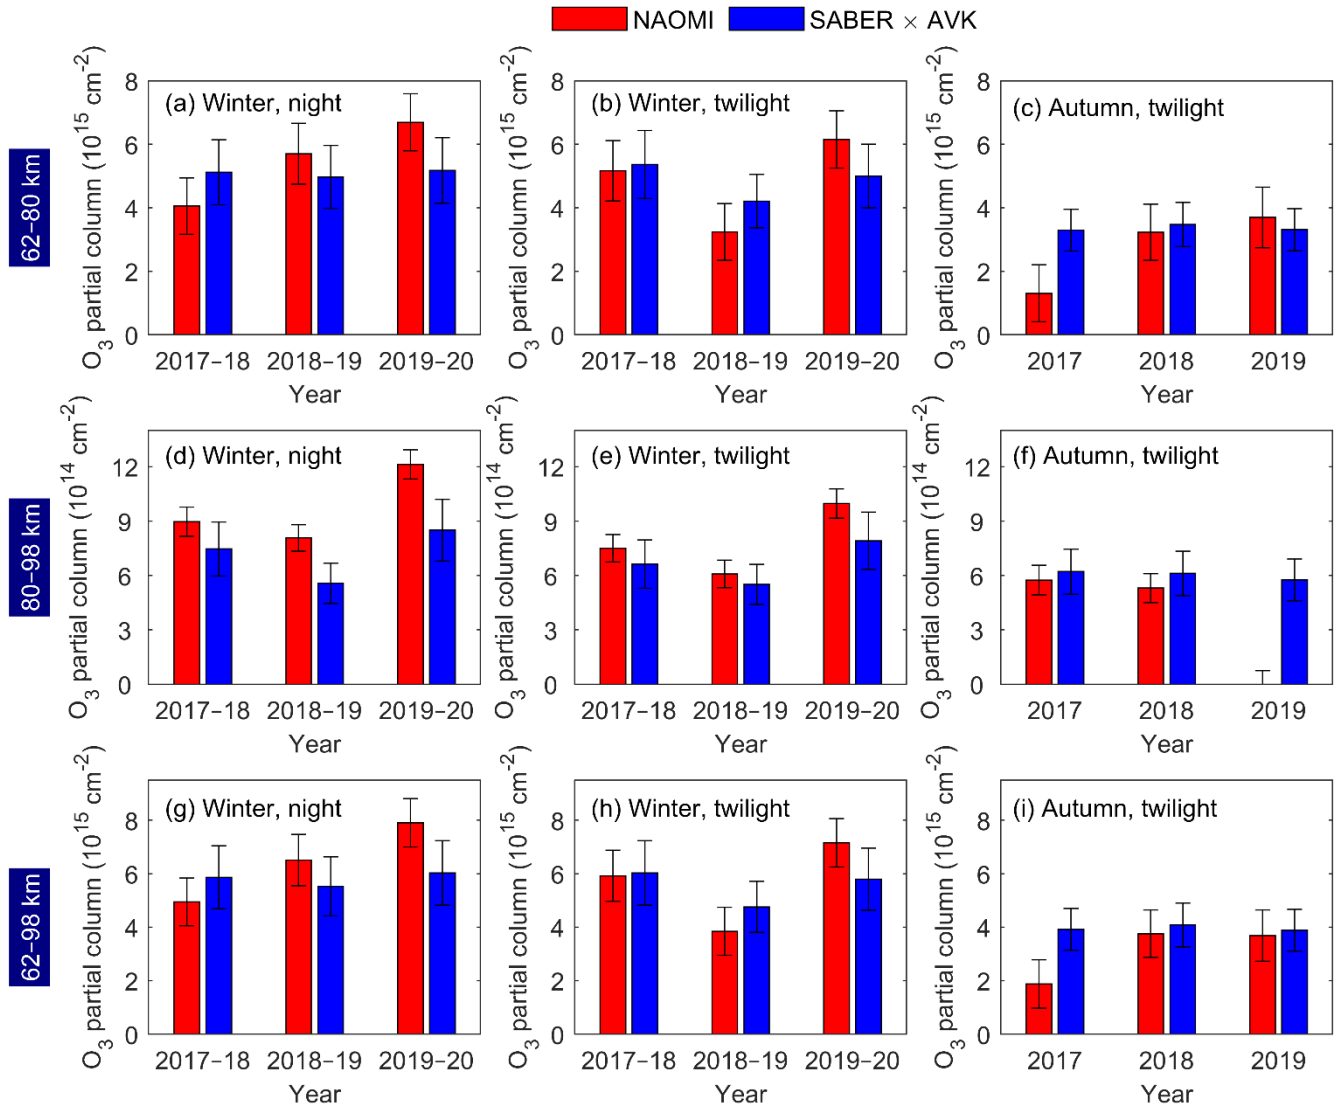 NAOMI SABER × AVK
62–80 km
O3 partial column (10^15 cm^-2)
8
6
4
2
0
(a) Winter, night
2017–18 2018–19 2019–20
Year
O3 partial column (10^15 cm^-2)
8
6
4
2
0
(b) Winter, twilight
2017–18 2018–19 2019–20
Year
O3 partial column (10^15 cm^-2)
8
6
4
2
0
(c) Autumn, twilight
2017 2018 2019
Year
80–98 km
O3 partial column (10^14 cm^-2)
12
9
6
3
0
(d) Winter, night
2017–18 2018–19 2019–20
Year
O3 partial column (10^14 cm^-2)
12
9
6
3
0
(e) Winter, twilight
2017–18 2018–19 2019–20
Year
O3 partial column (10^14 cm^-2)
12
9
6
3
0
(f) Autumn, twilight
2017 2018 2019
Year
62–98 km
O3 partial column (10^15 cm^-2)
8
6
4
2
0
(g) Winter, night
2017–18 2018–19 2019–20
Year
O3 partial column (10^15 cm^-2)
8
6
4
2
0
(h) Winter, twilight
2017–18 2018–19 2019–20
Year
O3 partial column (10^15 cm^-2)
8
6
4
2
0
(i) Autumn, twilight
2017 2018 2019
Year